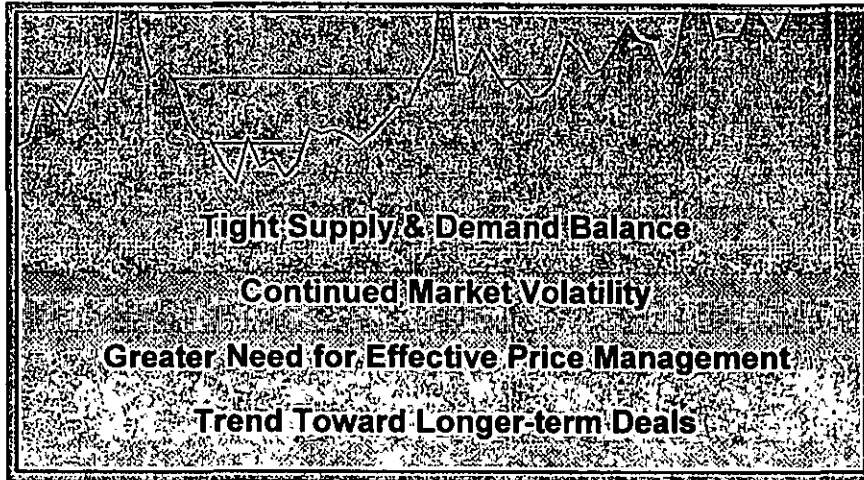 Tight Supply & Demand Balance
Continued Market Volatility
Greater Need for Effective Price Management
Trend Toward Longer-term Deals